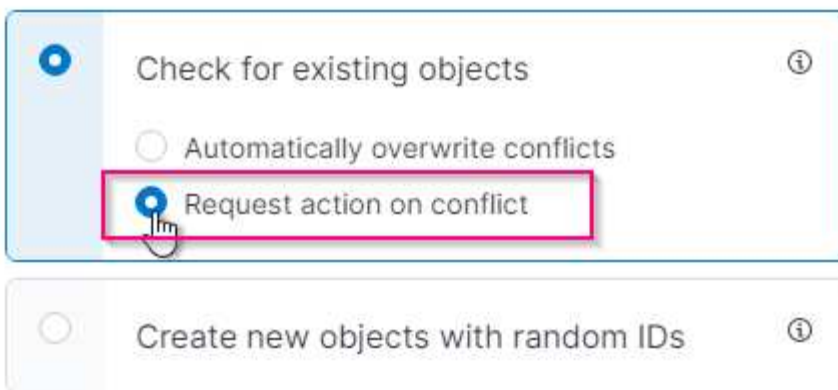 Check for existing objects
Automatically overwrite conflicts
Request action on conflict
Create new objects with random IDs